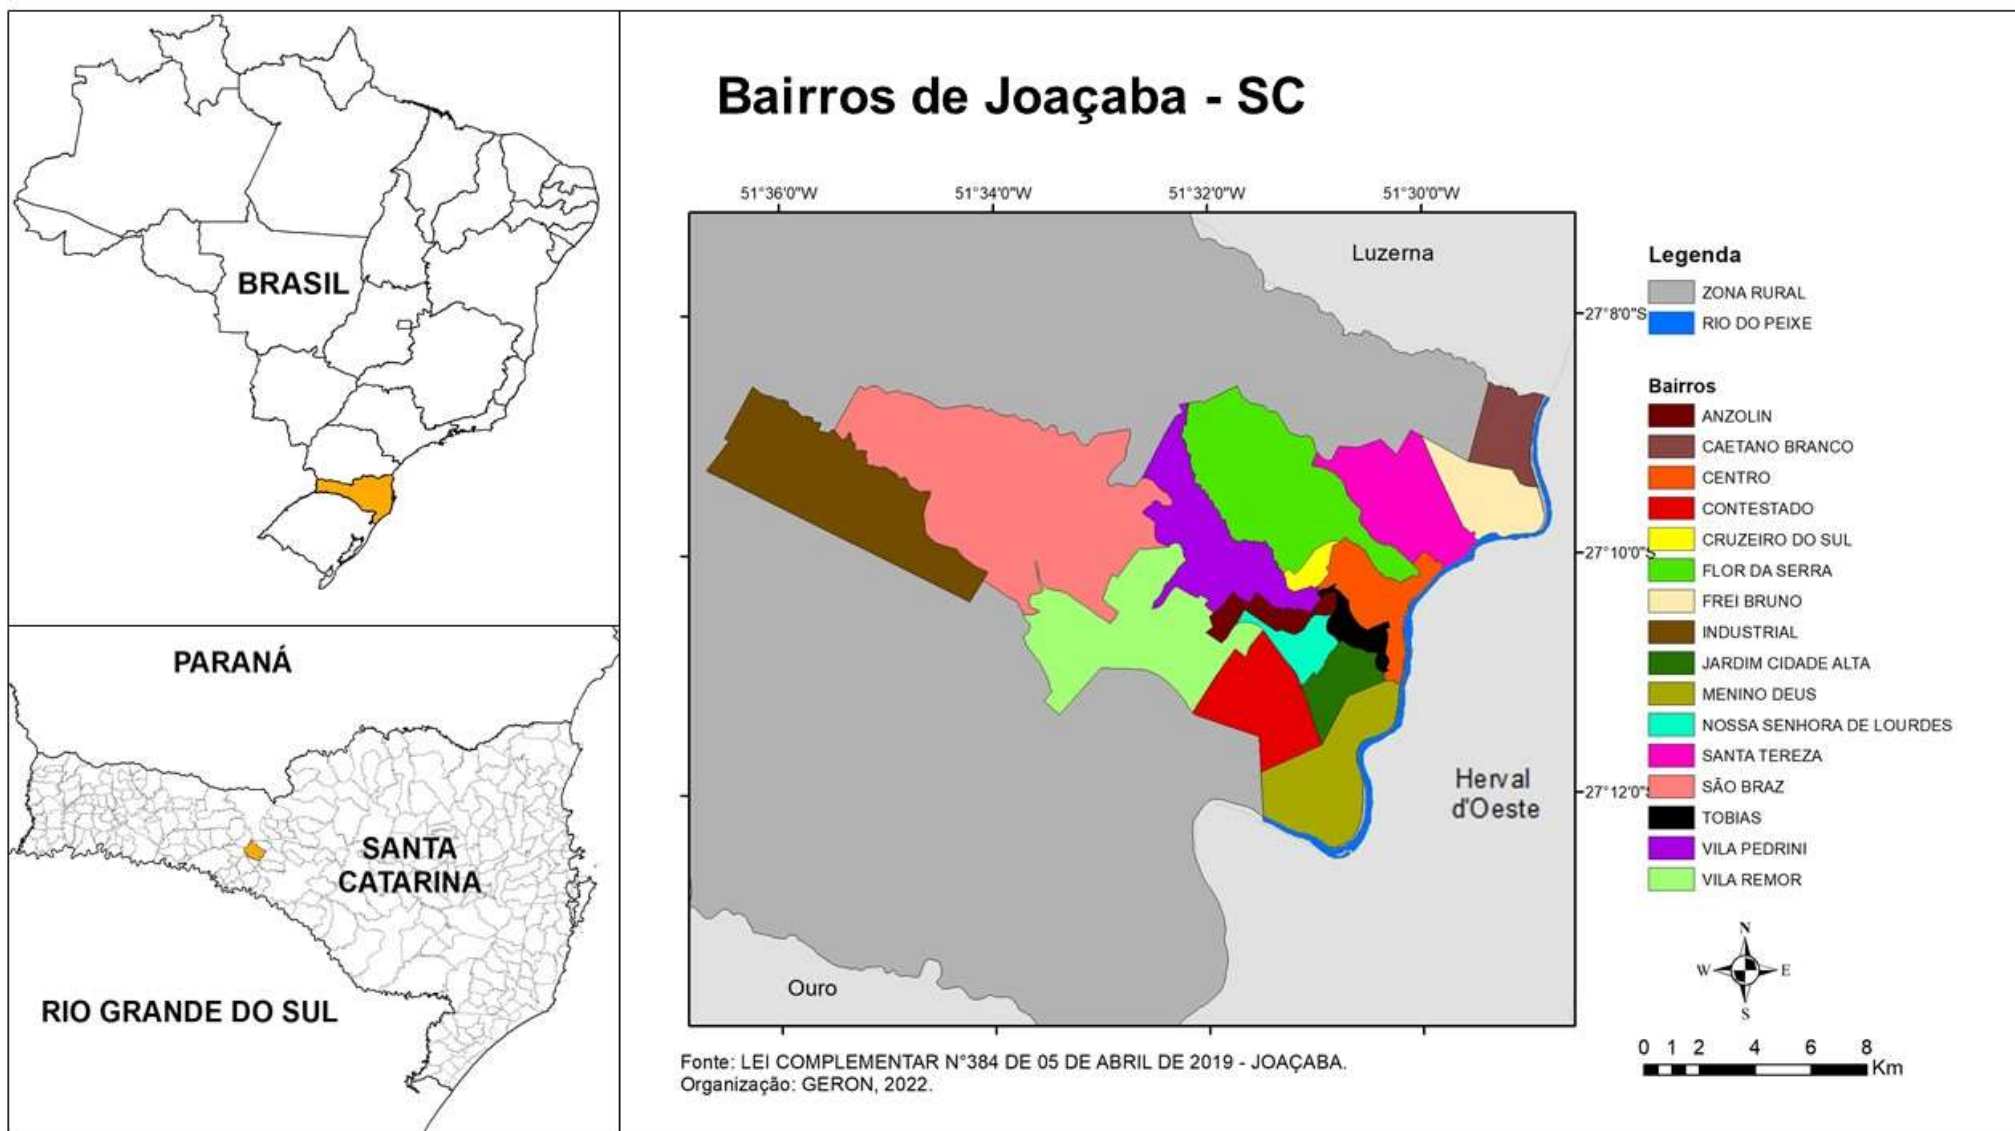 BRASIL
PARANÁ
SANTA
CATARINA
RIO GRANDE DO SUL
Bairros de Joaçaba - SC
51°36'0"W
51°34'0"W
51°32'0"W
51°30'0"W
Luzerna
27°8'0"S
27°10'0"S
27°12'0"S
Herval
d'Oeste
Ouro
Legenda
ZONA RURAL
RIO DO PEIXE
Bairros
ANZOLIN
CAETANO BRANCO
CENTRO
CONTESTADO
CRUZEIRO DO SUL
FLOR DA SERRA
FREI BRUNO
INDUSTRIAL
JARDIM CIDADE ALTA
MENINO DEUS
NOSSA SENHORA DE LOURDES
SANTA TEREZA
SÃO BRAZ
TOBIAS
VILA PEDRINI
VILA REMOR
N
W E
S
0 1 2 4 6 8
Km
Fonte: LEI COMPLEMENTAR N°384 DE 05 DE ABRIL DE 2019 - JOAÇABA.
Organização: GERON, 2022.